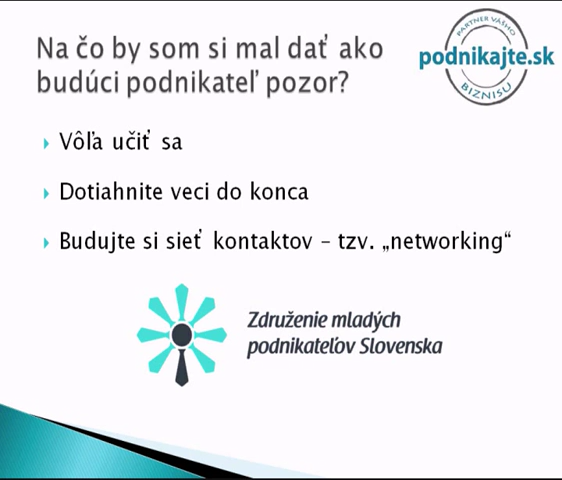 Na čo by som si mal dať ako
budúci podnikateľ pozor?
PARTNER VÁŠHO
podnikajte.sk
BIZNISU
Vôľa učiť sa
Dotiahnite veci do konca
Budujte si sieť kontaktov – tzv. „networking“
Združenie mladých
podnikateľov Slovenska